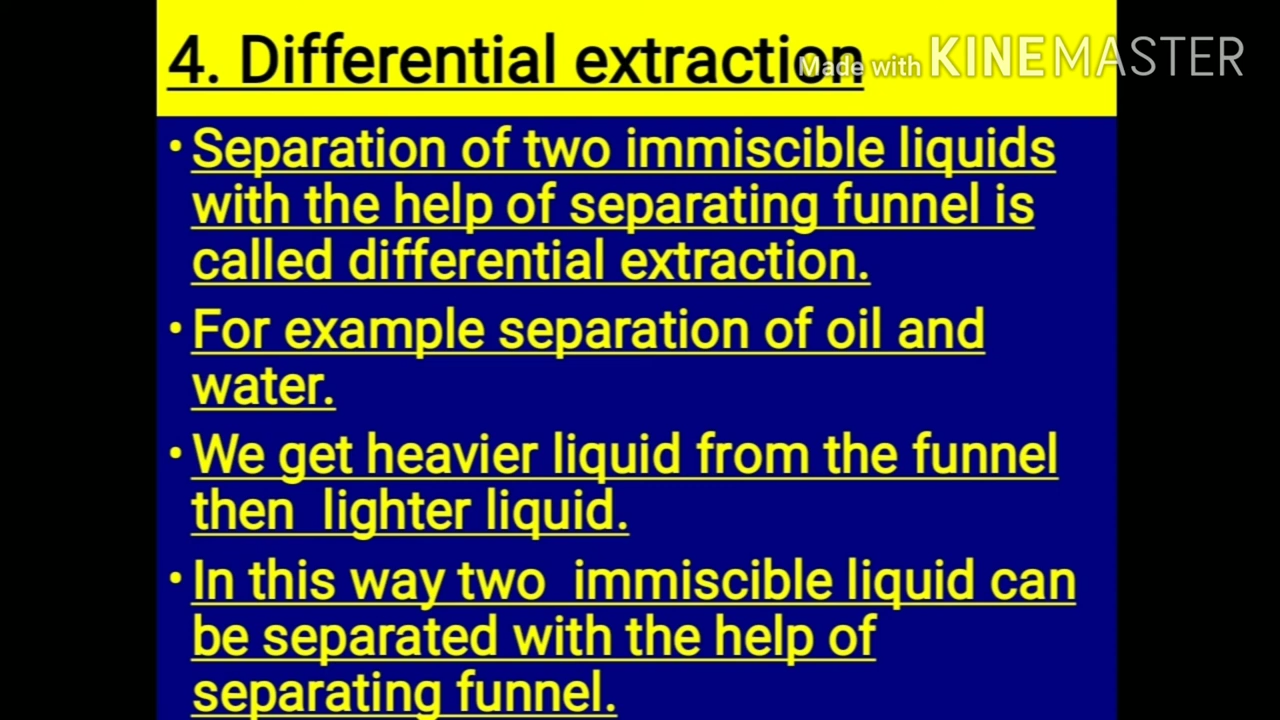 4. Differential extraction
Made with KINEMASTER
• Separation of two immiscible liquids
with the help of separating funnel is
called differential extraction.
• For example separation of oil and
water.
• We get heavier liquid from the funnel
then lighter liquid.
• In this way two immiscible liquid can
be separated with the help of
separating funnel.